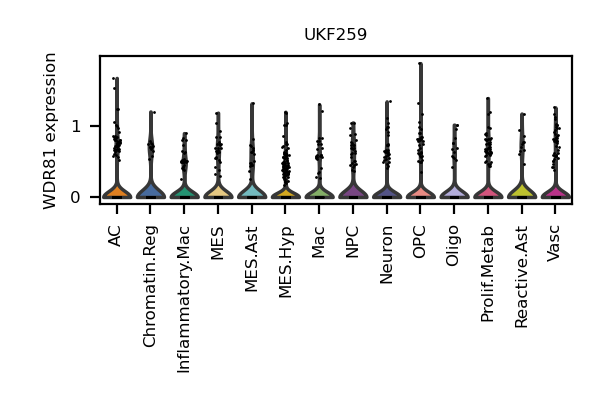 UKF259
WDR81 expression
1
0
AC
Chromatin.Reg
Inflammatory.Mac
MES
MES.Ast
MES.Hyp
Mac
NPC
Neuron
OPC
Oligo
Prolif.Metab
Reactive.Ast
Vasc